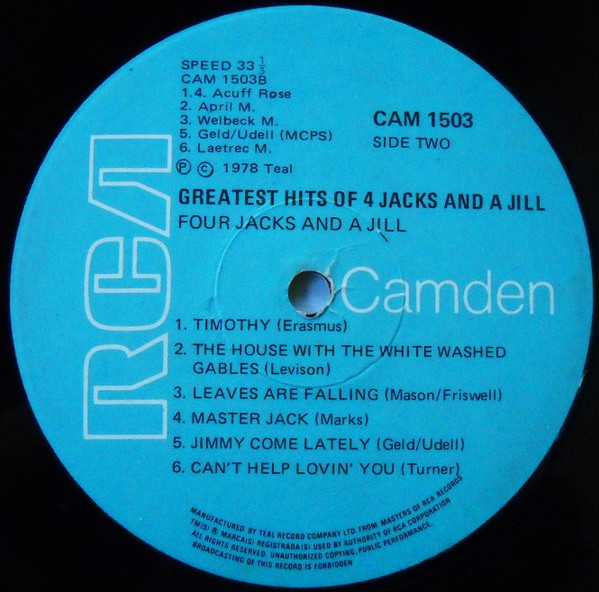 SPEED 33 1/3
CAM 1503B
1.4. Acuff Rose
2. April M.
3. Welbeck M.
5. Geld/Udell (MCPS)
6. Laetrec M.
Ⓟ © 1978 Teal
CAM 1503
SIDE TWO
GREATEST HITS OF 4 JACKS AND A JILL
FOUR JACKS AND A JILL
RCA
Camden
1. TIMOTHY (Erasmus)
2. THE HOUSE WITH THE WHITE WASHED
GABLES (Levison)
3. LEAVES ARE FALLING (Mason/Friswell)
4. MASTER JACK (Marks)
5. JIMMY COME LATELY (Geld/Udell)
6. CAN'T HELP LOVIN' YOU (Turner)
MANUFACTURED BY TEAL RECORD COMPANY LTD. FROM MASTERS OF RCA RECORDS
TM(S) ® MARCA(S) REGISTRADA(S) USED BY AUTHORITY OF RCA CORPORATION
ALL RIGHTS RESERVED. UNAUTHORIZED COPYING, PUBLIC PERFORMANCE,
BROADCASTING OF THIS RECORD IS FORBIDDEN